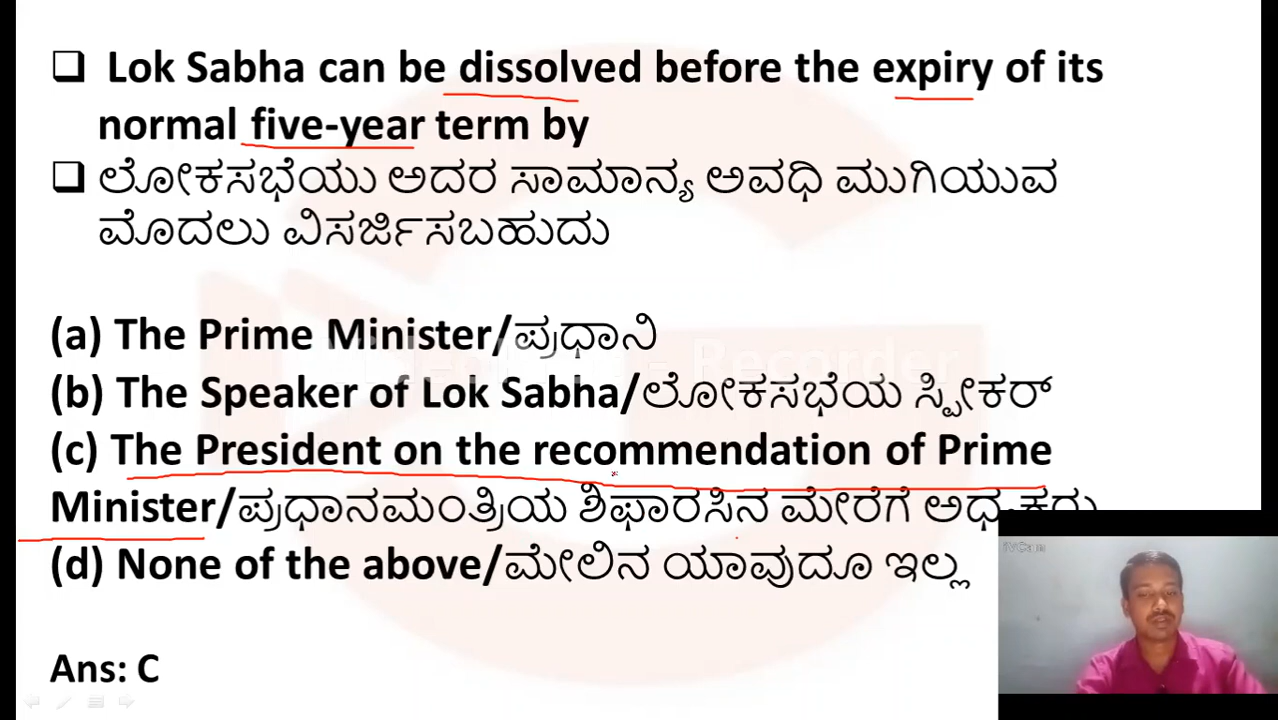 ❑ Lok Sabha can be dissolved before the expiry of its
normal five-year term by
❑ ಲೋಕಸಭೆಯು ಅದರ ಸಾಮಾನ್ಯ ಅವಧಿ ಮುಗಿಯುವ
ಮೊದಲು ವಿಸರ್ಜಿಸಬಹುದು
(a) The Prime Minister/ಪ್ರಧಾನಿ
(b) The Speaker of Lok Sabha/ಲೋಕಸಭೆಯ ಸ್ಪೀಕರ್
(c) The President on the recommendation of Prime
Minister/ಪ್ರಧಾನಮಂತ್ರಿಯ ಶಿಫಾರಸಿನ ಮೇರೆಗೆ
(d) None of the above/ಮೇಲಿನ ಯಾವುದೂ ಇಲ್ಲ
Ans: C
iVCam